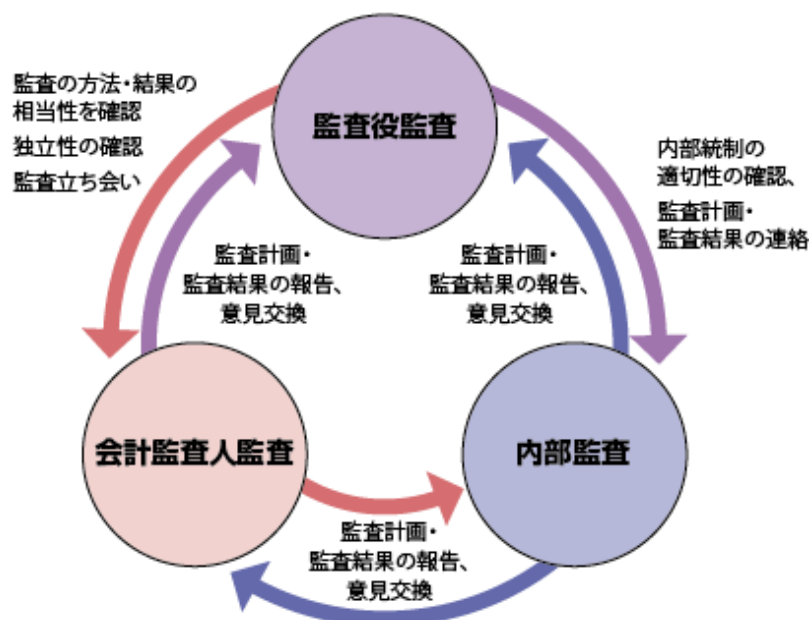 監査の方法・結果の
相当性を確認
独立性の確認
監査立ち会い
監査役監査
内部統制の
適切性の確認、
監査計画・
監査結果の連絡
監査計画・
監査結果の報告、
意見交換
監査計画・
監査結果の報告、
意見交換
会計監査人監査
内部監査
監査計画・
監査結果の報告、
意見交換